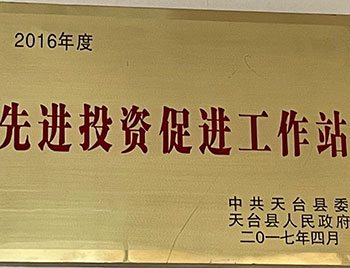 2016年度
先进投资促进工作站
中共天台县委
天台县人民政府
二〇一七年四月